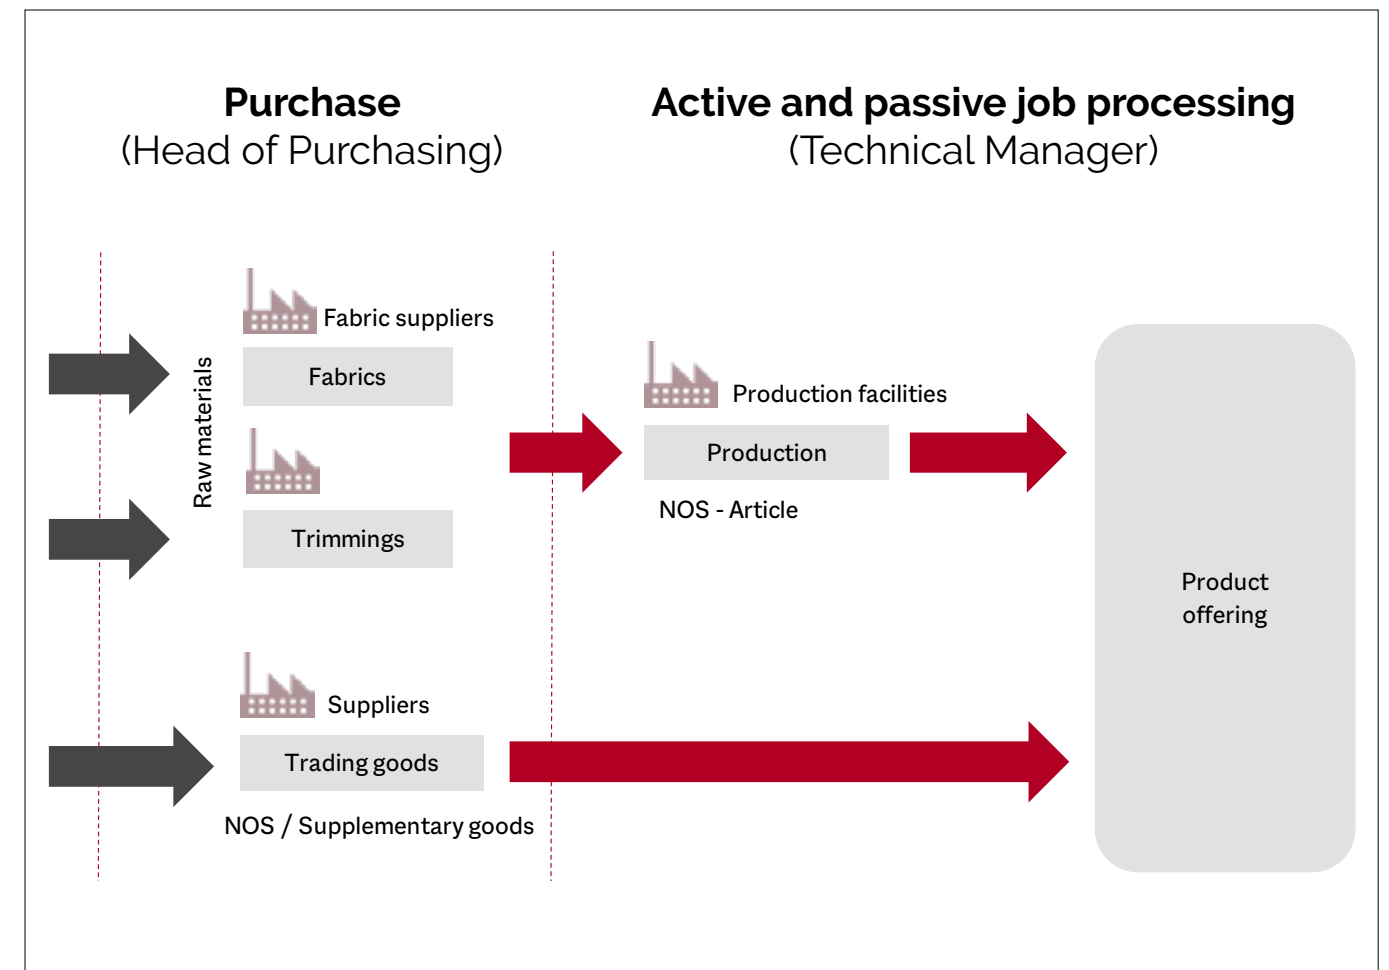 Purchase
(Head of Purchasing)
Active and passive job processing
(Technical Manager)
Raw materials
Fabric suppliers
Fabrics
Trimmings
Production facilities
Production
NOS - Article
Suppliers
Trading goods
NOS / Supplementary goods
Product
offering